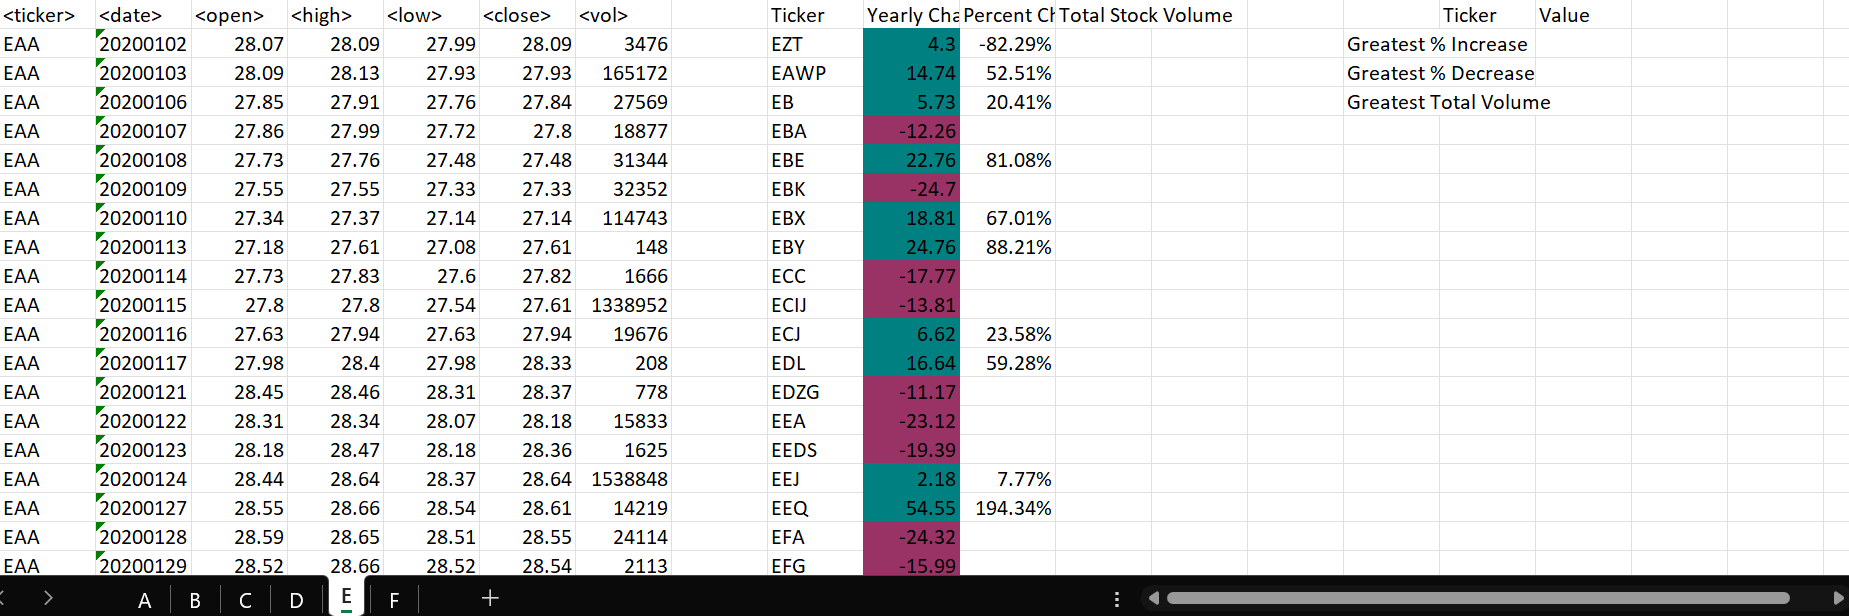 <ticker> <date> <open> <high> <low> <close> <vol> Ticker Yearly Cha Percent Ch Total Stock Volume Ticker Value
EAA 20200102 28.07 28.09 27.99 28.09 3476 EZT 4.3 -82.29% Greatest % Increase
EAA 20200103 28.09 28.13 27.93 27.93 165172 EAWP 14.74 52.51% Greatest % Decrease
EAA 20200106 27.85 27.91 27.76 27.84 27569 EB 5.73 20.41% Greatest Total Volume
EAA 20200107 27.86 27.99 27.72 27.8 18877 EBA -12.26
EAA 20200108 27.73 27.76 27.48 27.48 31344 EBE 22.76 81.08%
EAA 20200109 27.55 27.55 27.33 27.33 32352 EBK -24.7
EAA 20200110 27.34 27.37 27.14 27.14 114743 EBX 18.81 67.01%
EAA 20200113 27.18 27.61 27.08 27.61 148 EBY 24.76 88.21%
EAA 20200114 27.73 27.83 27.6 27.82 1666 ECC -17.77
EAA 20200115 27.8 27.8 27.54 27.61 1338952 ECIJ -13.81
EAA 20200116 27.63 27.94 27.63 27.94 19676 ECJ 6.62 23.58%
EAA 20200117 27.98 28.4 27.98 28.33 208 EDL 16.64 59.28%
EAA 20200121 28.45 28.46 28.31 28.37 778 EDZG -11.17
EAA 20200122 28.31 28.34 28.07 28.18 15833 EEA -23.12
EAA 20200123 28.18 28.47 28.18 28.36 1625 EEDS -19.39
EAA 20200124 28.44 28.64 28.37 28.64 1538848 EEJ 2.18 7.77%
EAA 20200127 28.55 28.66 28.54 28.61 14219 EEQ 54.55 194.34%
EAA 20200128 28.59 28.65 28.51 28.55 24114 EFA -24.32
EAA 20200129 28.52 28.66 28.52 28.54 2113 EFG -15.99
A B C D E F